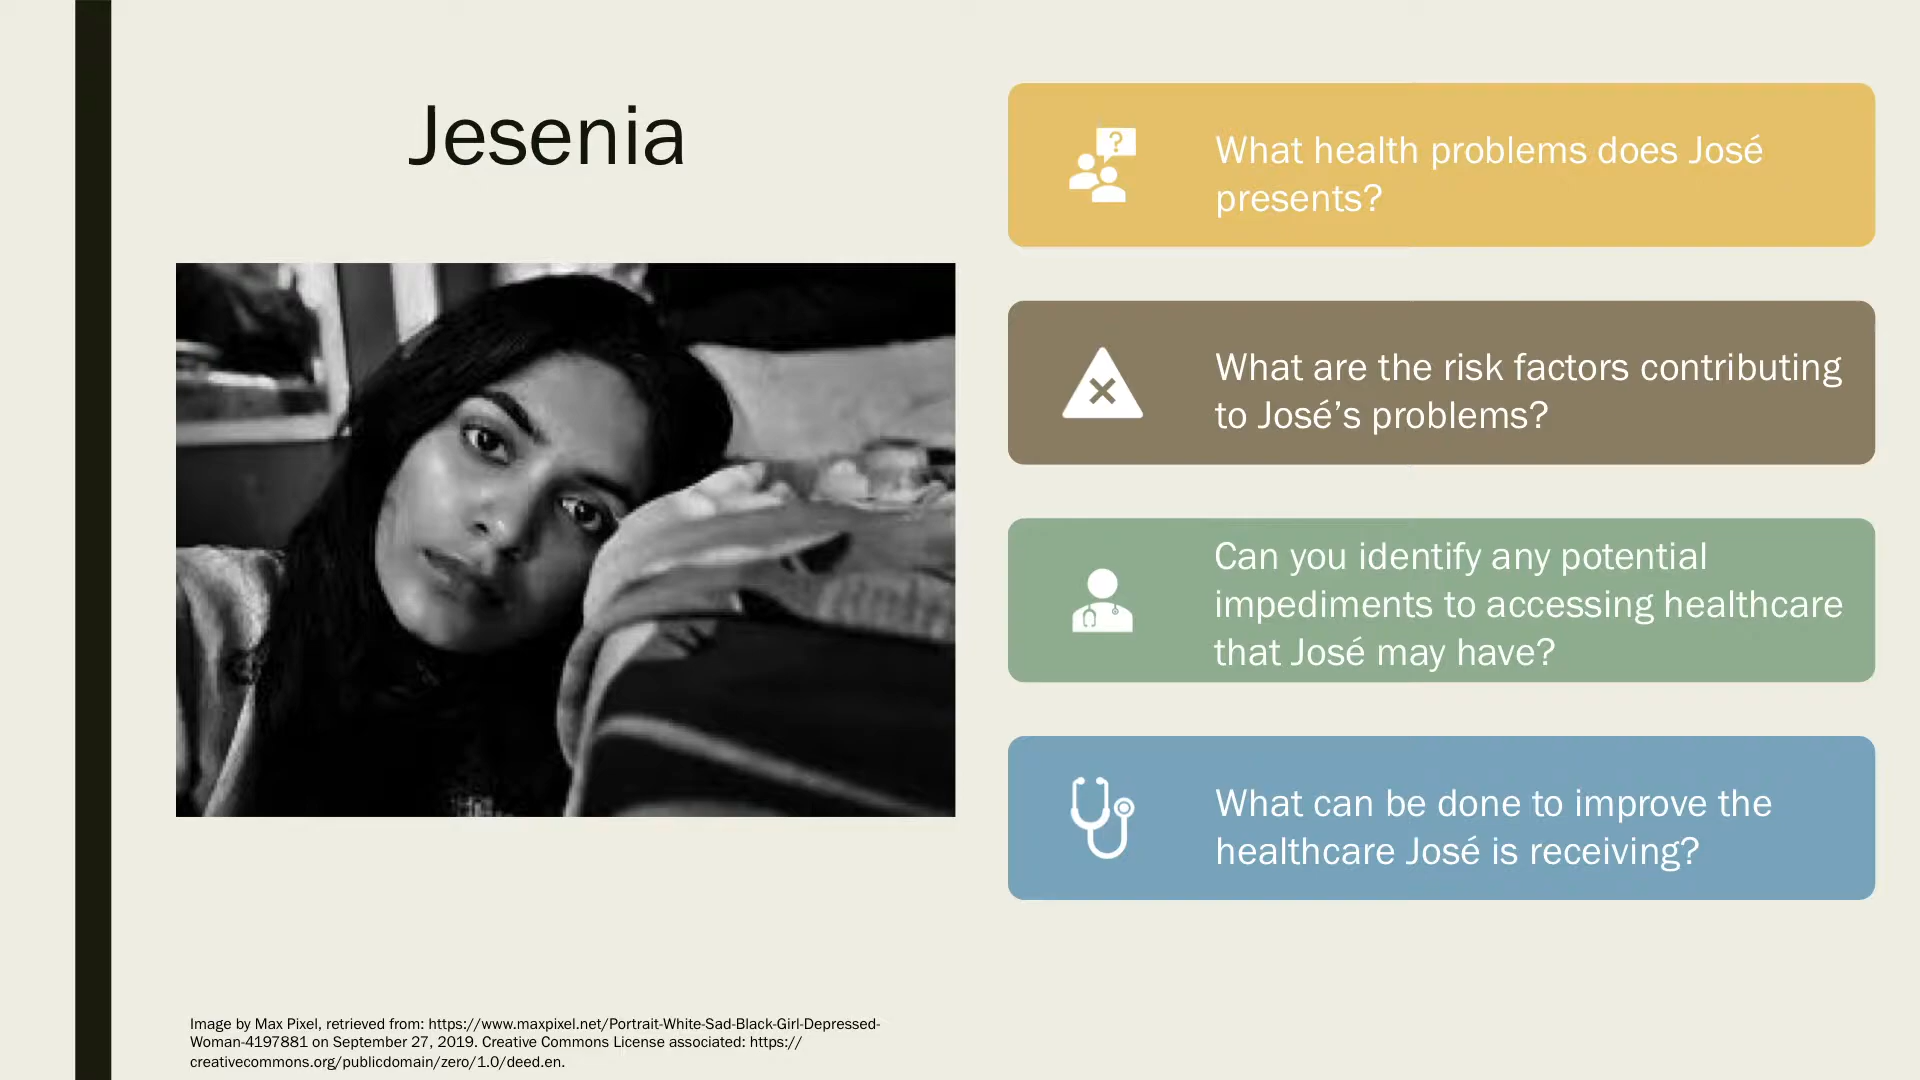 Jesenia
What health problems does José
presents?
What are the risk factors contributing
to José’s problems?
Can you identify any potential
impediments to accessing healthcare
that José may have?
What can be done to improve the
healthcare José is receiving?
Image by Max Pixel, retrieved from: https://www.maxpixel.net/Portrait-White-Sad-Black-Girl-Depressed-
Woman-4197881 on September 27, 2019. Creative Commons License associated: https://
creativecommons.org/publicdomain/zero/1.0/deed.en.